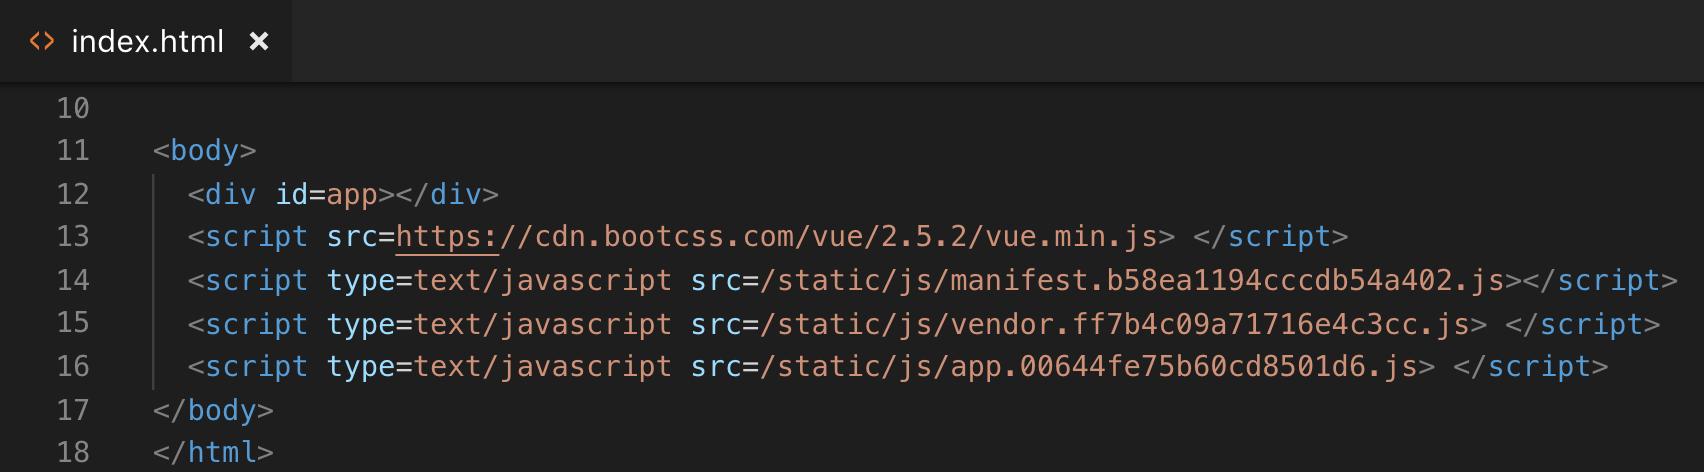 index.html
10
11 <body>
12 <div id=app></div>
13 <script src=https://cdn.bootcss.com/vue/2.5.2/vue.min.js> </script>
14 <script type=text/javascript src=/static/js/manifest.b58ea1194cccdb54a402.js></script>
15 <script type=text/javascript src=/static/js/vendor.ff7b4c09a71716e4c3cc.js> </script>
16 <script type=text/javascript src=/static/js/app.00644fe75b60cd8501d6.js> </script>
17 </body>
18 </html>